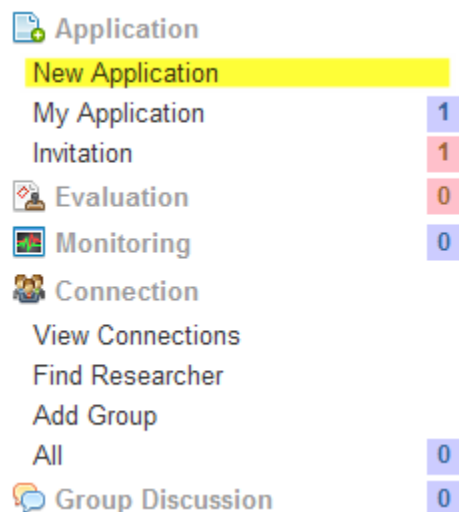 Application
New Application
My Application 1
Invitation 1
Evaluation 0
Monitoring 0
Connection
View Connections
Find Researcher
Add Group
All 0
Group Discussion 0